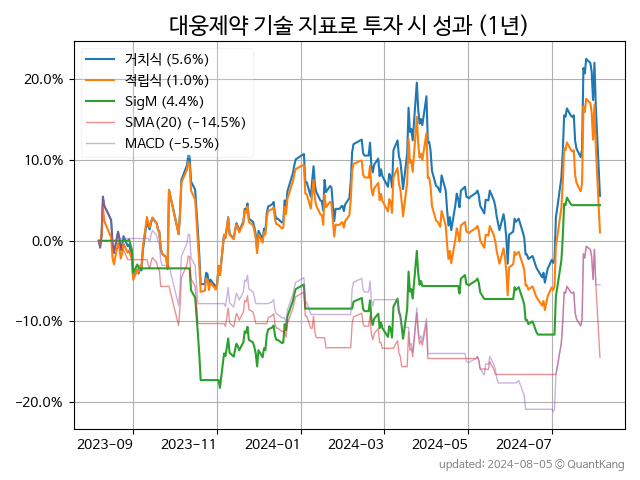 대웅제약 기술 지표로 투자 시 성과 (1년)
거치식 (5.6%)
적립식 (1.0%)
SigM (4.4%)
SMA(20) (−14.5%)
MACD (−5.5%)
20.0%
10.0%
0.0%
−10.0%
−20.0%
2023-09 2023-11 2024-01 2024-03 2024-05 2024-07
updated: 2024-08-05 © QuantKang